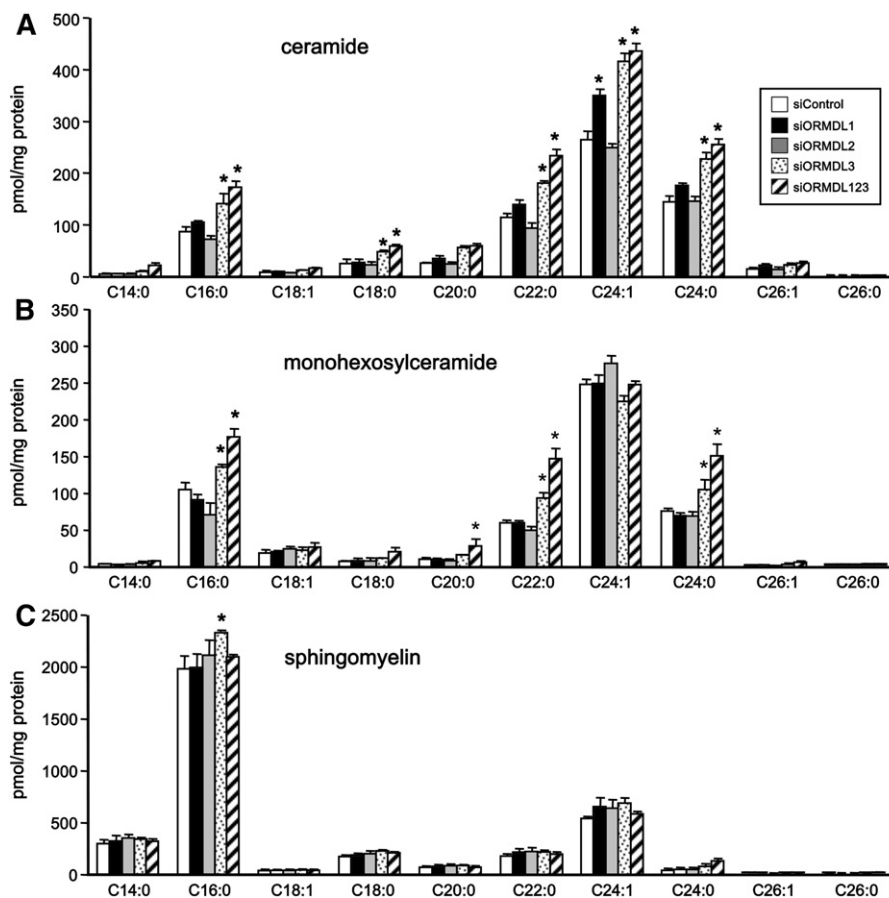 A
ceramide
pmol/mg protein
500
400
300
200
100
0
* * * * * * * * * * *
siControl
siORMDL1
siORMDL2
siORMDL3
siORMDL123
C14:0 C16:0 C18:1 C18:0 C20:0 C22:0 C24:1 C24:0 C26:1 C26:0
B
monohexosylceramide
pmol/mg protein
350
300
250
200
150
100
50
0
* * * * * * *
C14:0 C16:0 C18:1 C18:0 C20:0 C22:0 C24:1 C24:0 C26:1 C26:0
C
sphingomyelin
pmol/mg protein
2500
2000
1500
1000
500
0
*
C14:0 C16:0 C18:1 C18:0 C20:0 C22:0 C24:1 C24:0 C26:1 C26:0